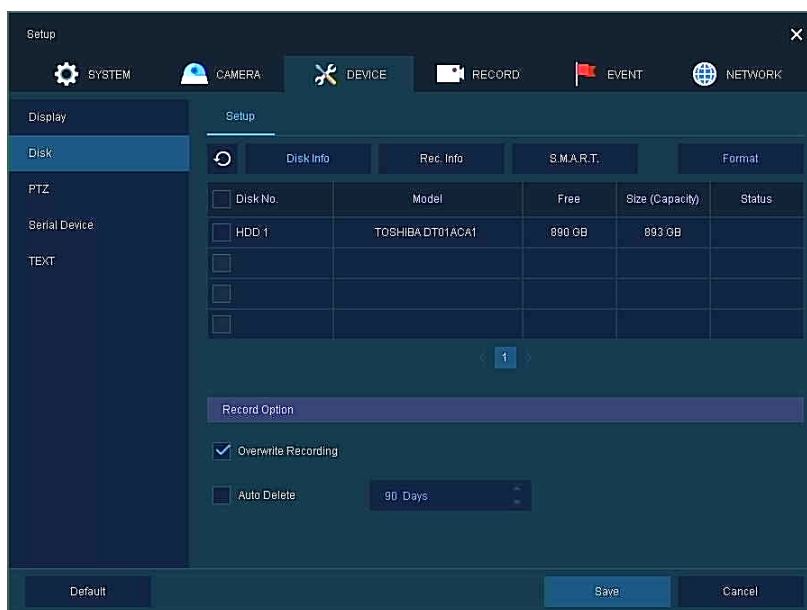 Setup
SYSTEM CAMERA DEVICE RECORD EVENT NETWORK
Display
Disk
PTZ
Serial Device
TEXT
Setup
Disk Info Rec. Info S.M.A.R.T. Format
Disk No. Model Free Size (Capacity) Status
HDD 1 TOSHIBA DT01ACA1 890 GB 893 GB
1
Record Option
Overwrite Recording
Auto Delete 90 Days
Default Save Cancel